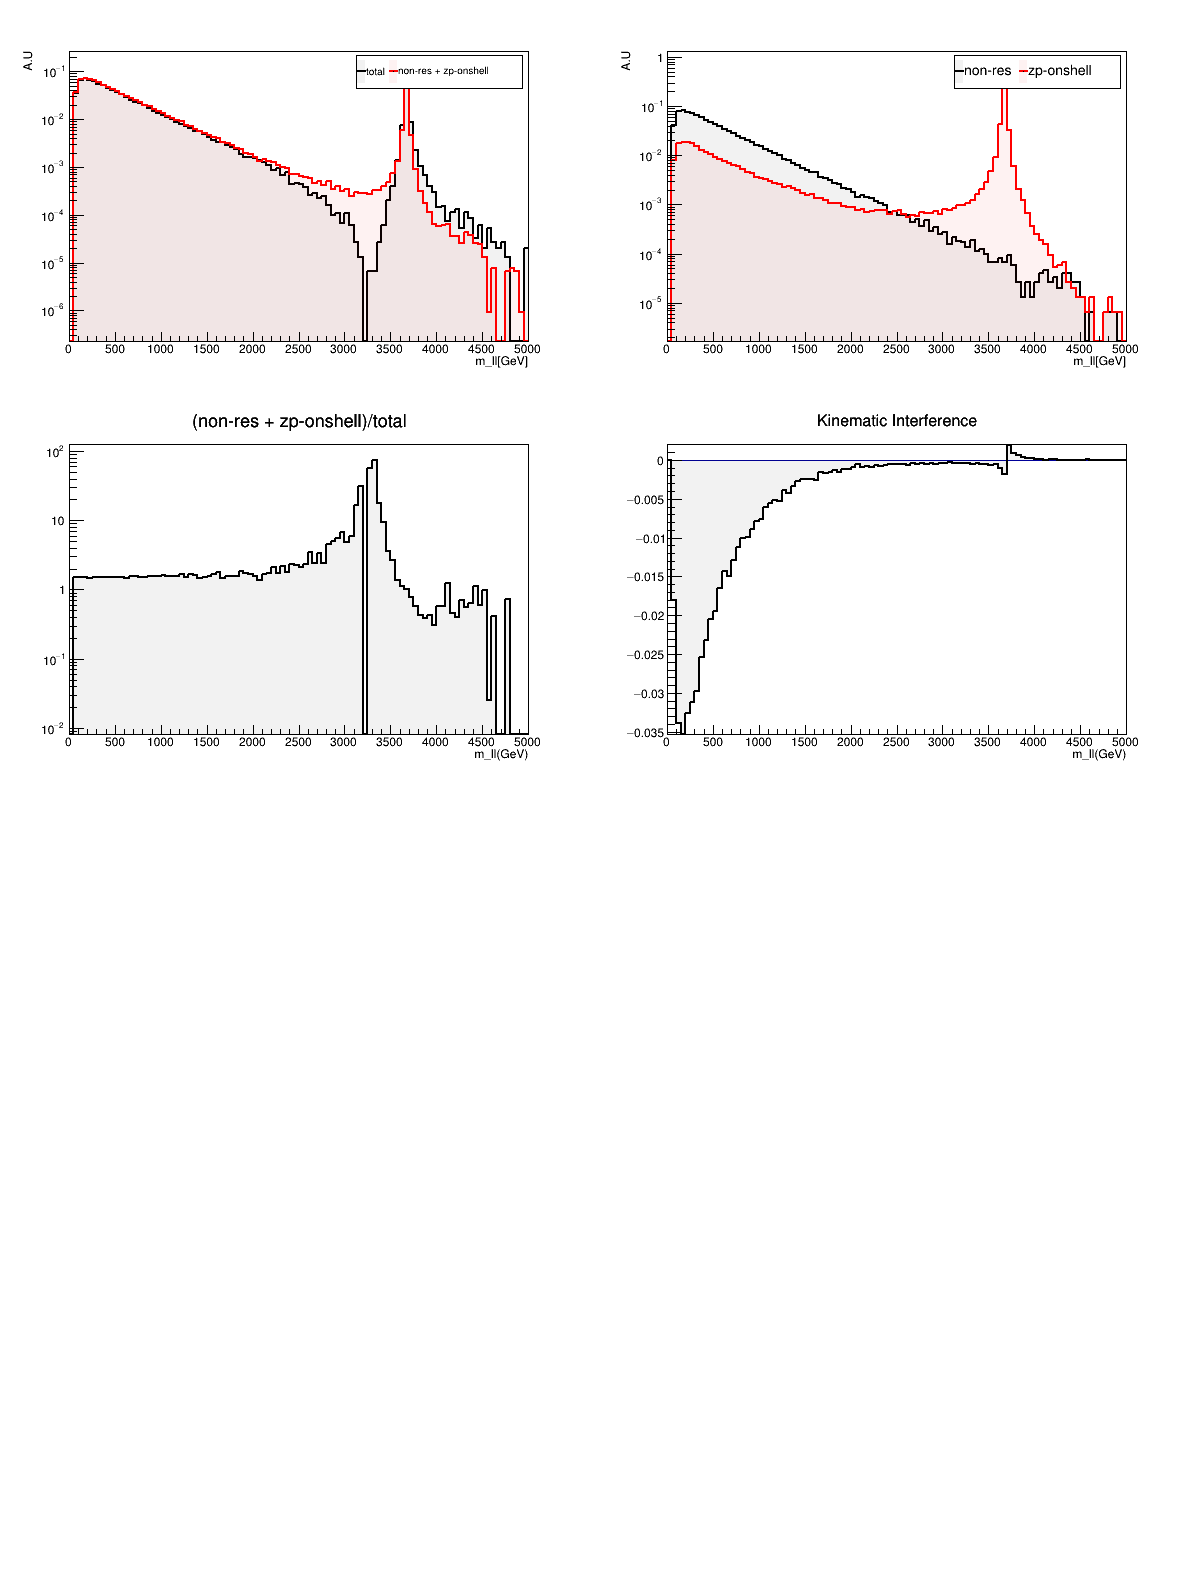 A.U
total non-res + zp-onshell
10⁻¹
10⁻²
10⁻³
10⁻⁴
10⁻⁵
10⁻⁶
0 500 1000 1500 2000 2500 3000 3500 4000 4500 5000
m_ll[GeV]
A.U
non-res zp-onshell
1
10⁻¹
10⁻²
10⁻³
10⁻⁴
10⁻⁵
0 500 1000 1500 2000 2500 3000 3500 4000 4500 5000
m_ll[GeV]
(non-res + zp-onshell)/total
10²
10
1
10⁻¹
10⁻²
0 500 1000 1500 2000 2500 3000 3500 4000 4500 5000
m_ll(GeV)
Kinematic Interference
0
−0.005
−0.01
−0.015
−0.02
−0.025
−0.03
−0.035
0 500 1000 1500 2000 2500 3000 3500 4000 4500 5000
m_ll(GeV)